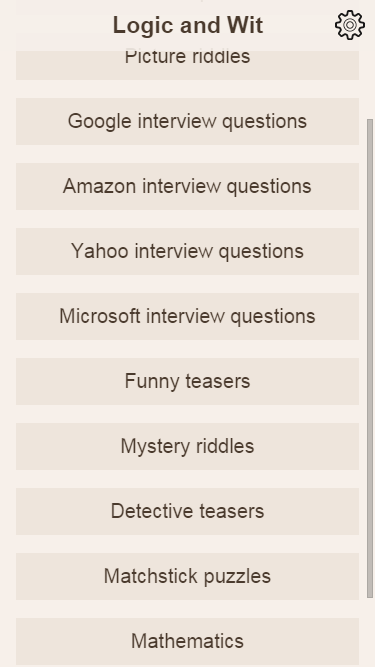 Logic and Wit
Picture riddles
Google interview questions
Amazon interview questions
Yahoo interview questions
Microsoft interview questions
Funny teasers
Mystery riddles
Detective teasers
Matchstick puzzles
Mathematics